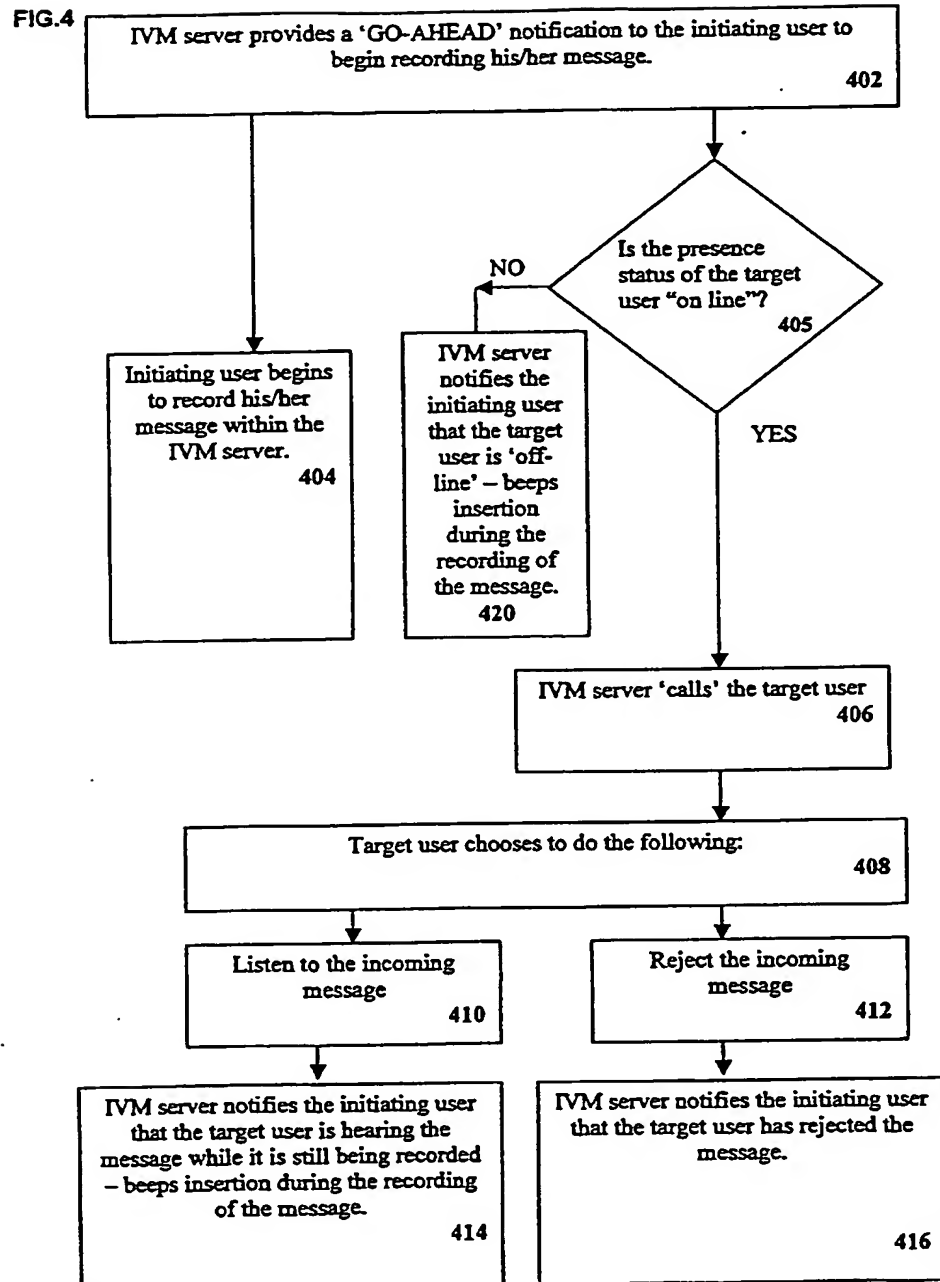 FIG.4
IVM server provides a ‘GO-AHEAD’ notification to the initiating user to
begin recording his/her message.
402
Is the presence
status of the target
user “on line”?
405
NO
YES
Initiating user begins
to record his/her
message within the
IVM server.
404
IVM server
notifies the
initiating user
that the target
user is ‘off-
line’ – beeps
insertion
during the
recording of
the message.
420
IVM server ‘calls’ the target user
406
Target user chooses to do the following:
408
Listen to the incoming
message
410
Reject the incoming
message
412
IVM server notifies the initiating user
that the target user is hearing the
message while it is still being recorded
– beeps insertion during the recording
of the message.
414
IVM server notifies the initiating user
that the target user has rejected the
message.
416